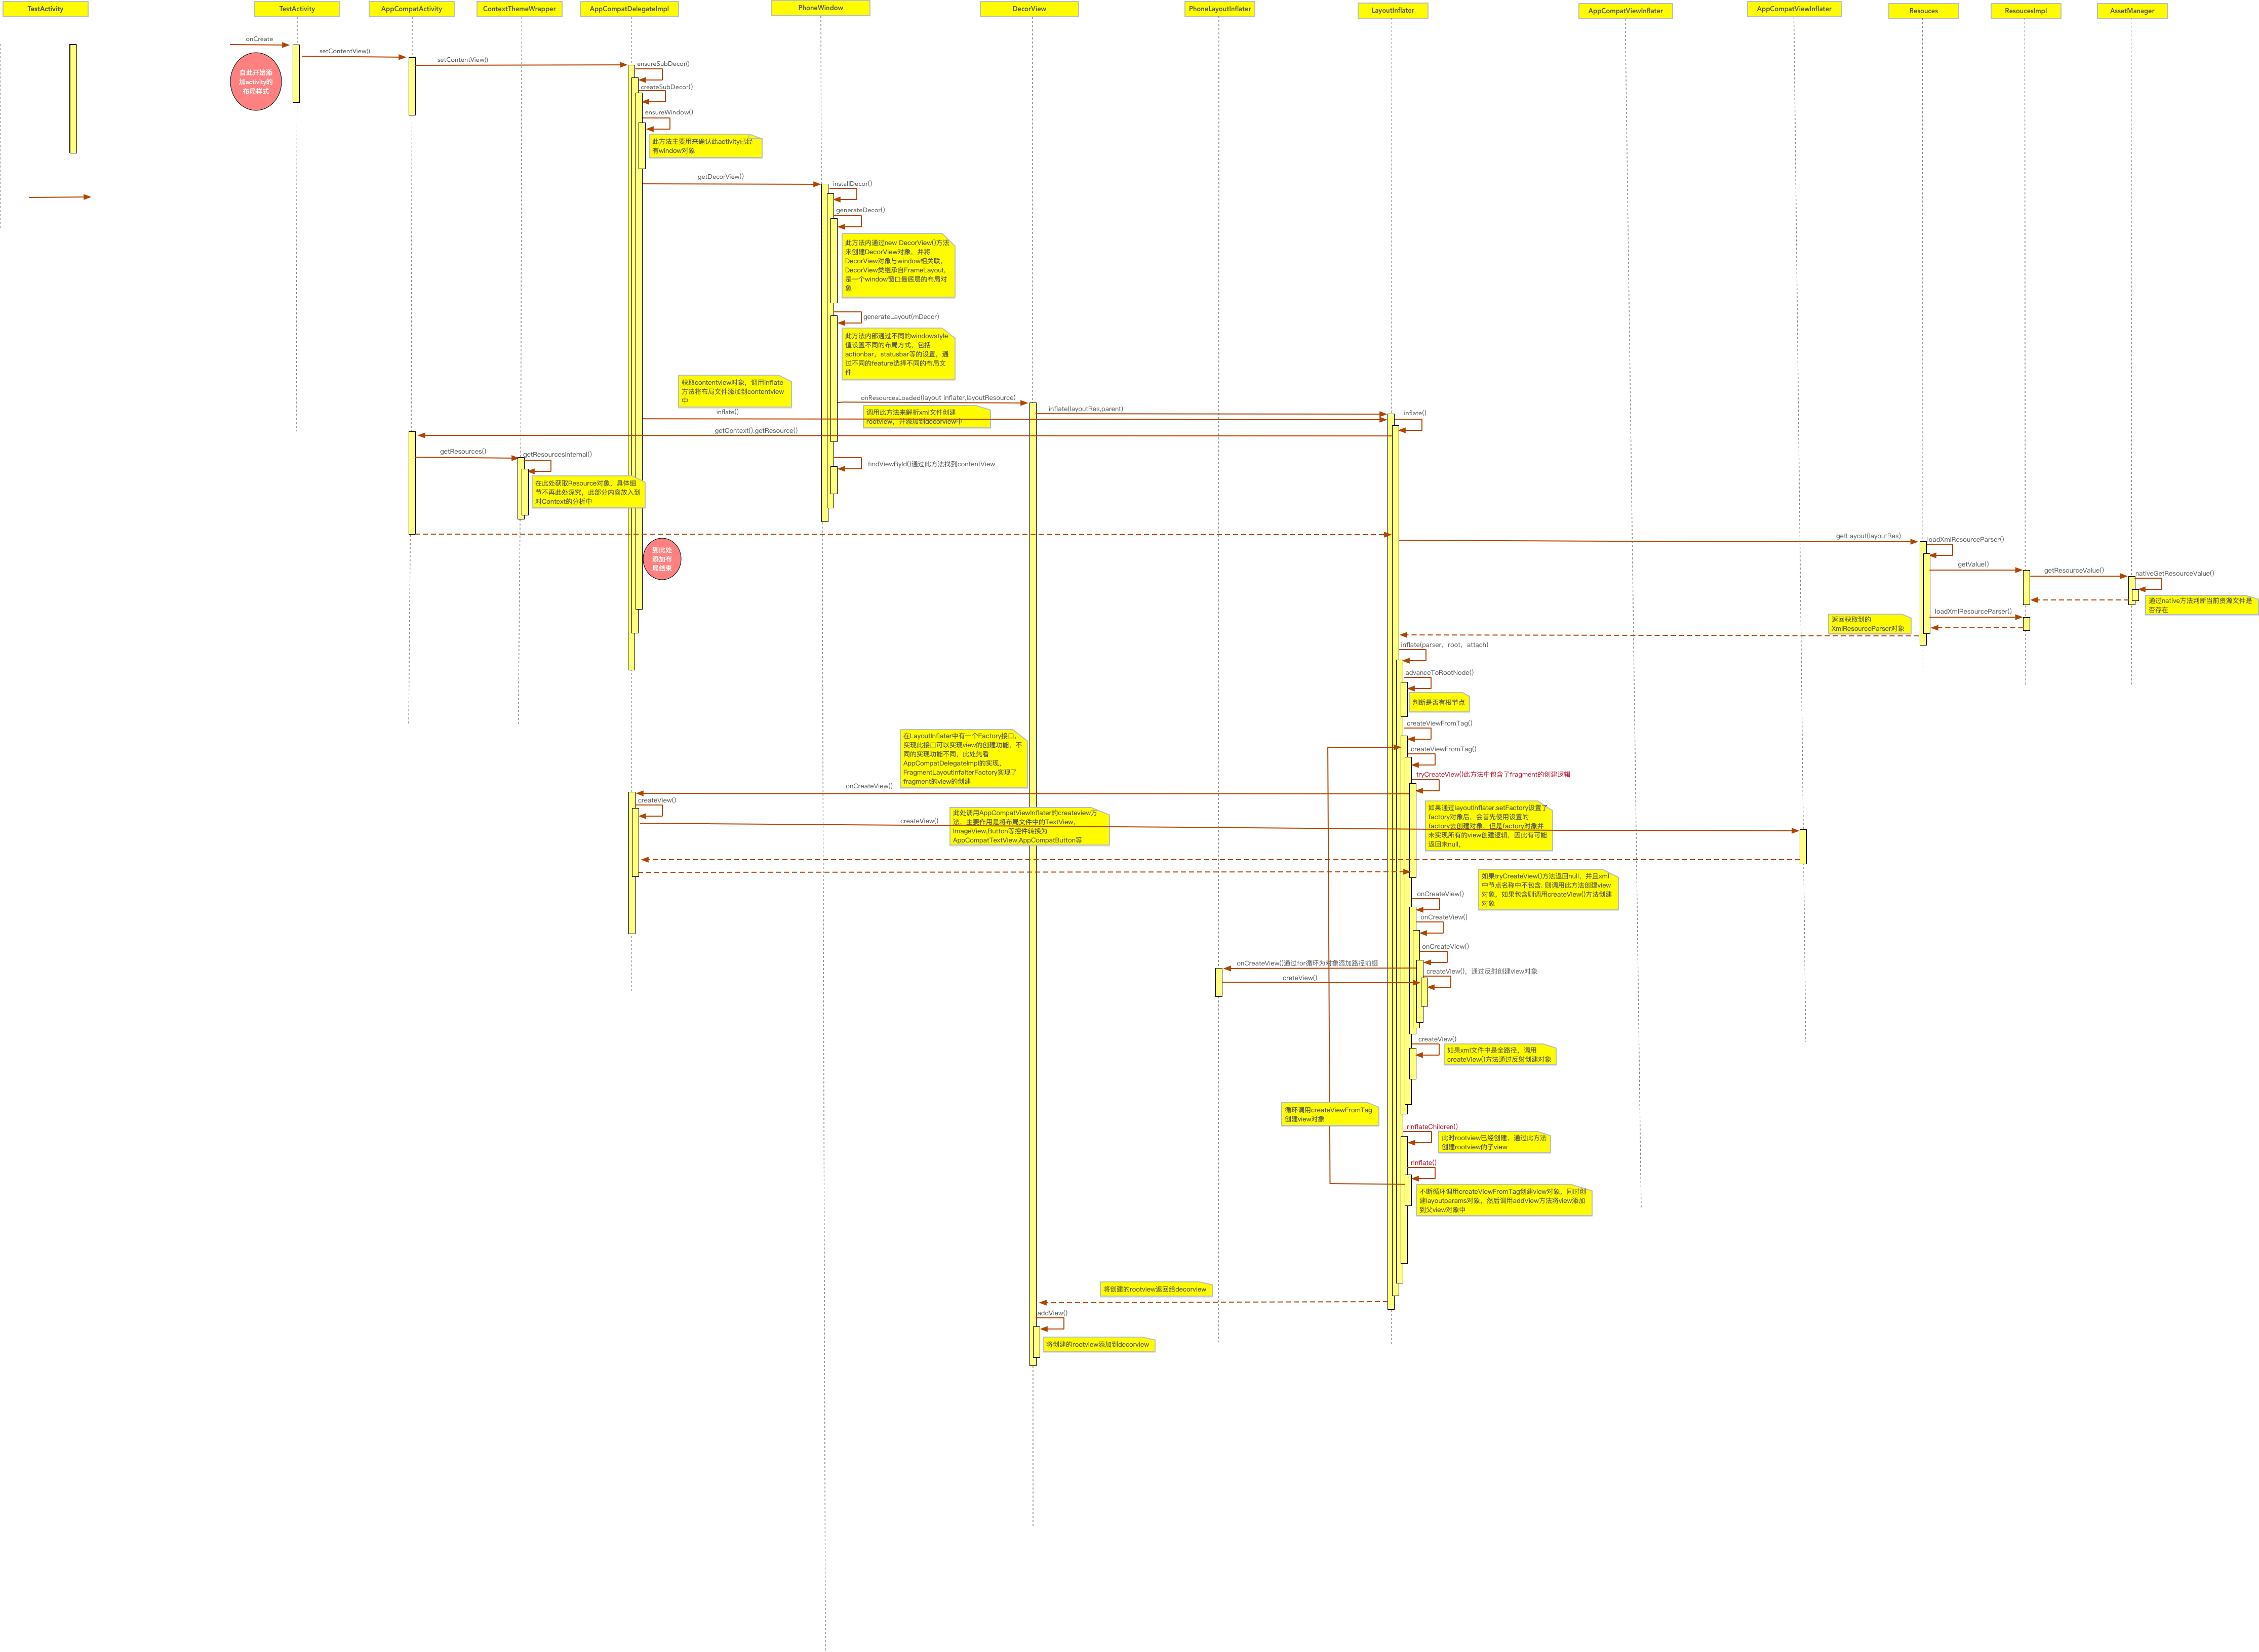 TestActivity
TestActivity
AppCompatActivity
ContextThemeWrapper
AppCompatDelegateImpl
PhoneWindow
DecorView
PhoneLayoutInflater
LayoutInflater
AppCompatViewInflater
AppCompatViewInflater
Resouces
ResoucesImpl
AssetManager
onCreate
setContentView()
setContentView()
自此开始添
加activity的
布局样式
ensureSubDecor()
createSubDecor()
ensureWindow()
此方法主要用来确认此activity已经
有window对象
getDecorView()
installDecor()
generateDecor()
此方法内通过new DecorView()方法
来创建DecorView对象，并将
DecorView对象与window相关联，
DecorView类继承自FrameLayout,
是一个window窗口最底层的布局对
象
generateLayout(mDecor)
此方法内部通过不同的windowstyle
值设置不同的布局方式，包括
actionbar，statusbar等的设置，通
过不同的feature选择不同的布局文
件
获取contentview对象，调用inflate
方法将布局文件添加到contentview
中
onResourcesLoaded(layout inflater,layoutResource)
inflate()
调用此方法来解析xml文件创建
rootview，并添加到decorview中
inflate(layoutRes,parent)
inflate()
getContext().getResource()
getResources()
getResourcesInternal()
在此处获取Resource对象，具体细
节不再此处深究，此部分内容放入到
对Context的分析中
findViewById()通过此方法找到contentView
到此处
添加布
局结束
getLayout(layoutRes)
loadXmlResourceParser()
getValue()
getResourceValue()
nativeGetResourceValue()
通过native方法判断当前资源文件是
否存在
loadXmlResourceParser()
返回获取到的
XmlResourceParser对象
inflate(parser，root，attach)
advanceToRootNode()
判断是否有根节点
createViewFromTag()
createViewFromTag()
在LayoutInflater中有一个Factory接口，
实现此接口可以实现view的创建功能，不
同的实现功能不同，此处先看
AppCompatDelegateImpl的实现，
FragmentLayoutInfalterFactory实现了
fragment的view的创建
tryCreateView()此方法中包含了fragment的创建逻辑
onCreateView()
createView()
createView()
此处调用AppCompatViewInflater的createview方
法，主要作用是将布局文件中的TextView，
ImageView,Button等控件转换为
AppCompatTextView,AppCompatButton等
如果通过layoutInflater.setFactory设置了
factory对象后，会首先使用设置的
factory去创建对象，但是factory对象并
未实现所有的view创建逻辑，因此有可能
返回未null，
如果tryCreateView()方法返回null，并且xml
中节点名称中不包含. 则调用此方法创建view
对象，如果包含则调用createView()方法创建
对象
onCreateView()
onCreateView()
onCreateView()
onCreateView()通过for循环为对象添加路径前缀
createView()，通过反射创建view对象
creteView()
createView()
如果xml文件中是全路径，调用
createView()方法通过反射创建对象
循环调用createViewFromTag
创建view对象
rInflateChildren()
此时rootview已经创建，通过此方法
创建rootview的子view
rInflate()
不断循环调用createViewFromTag创建view对象，同时创
建layoutparams对象，然后调用addView方法将view添加
到父view对象中
将创建的rootview返回给decorview
addView()
将创建的rootview添加到decorview